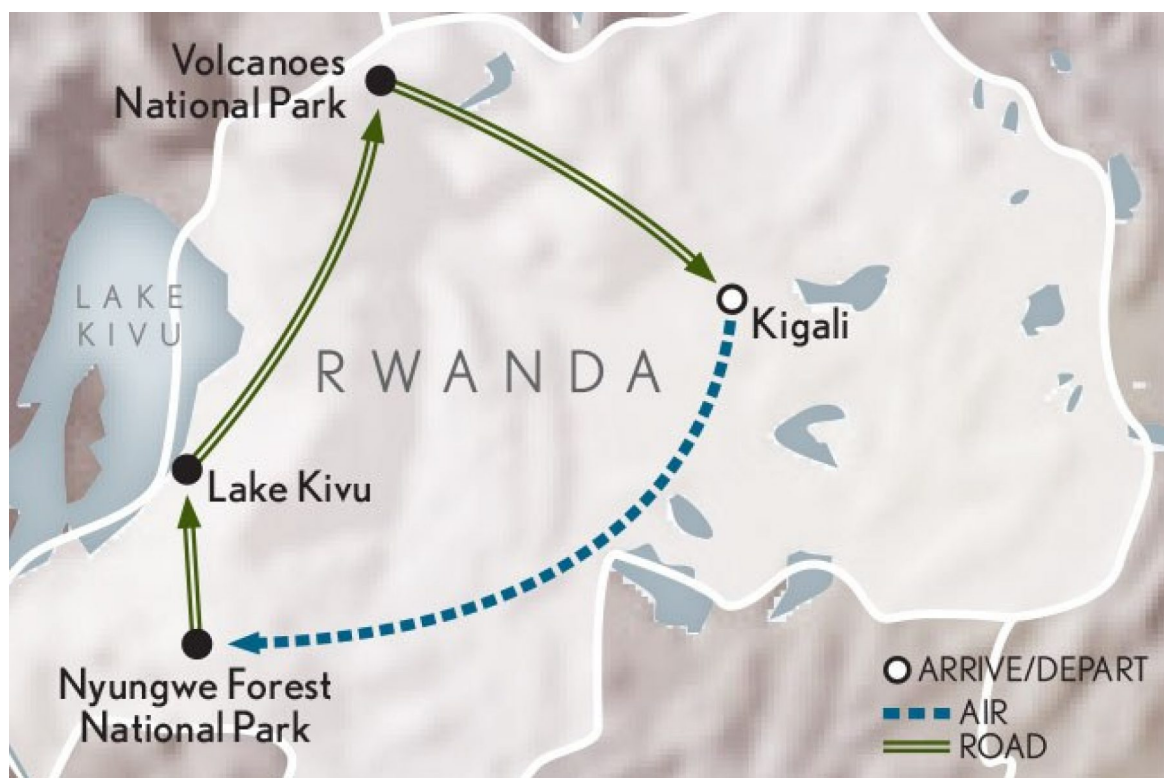 Volcanoes
National Park
LAKE
KIVU
RWANDA
Kigali
Lake Kivu
Nyungwe Forest
National Park
ARRIVE/DEPART
AIR
ROAD